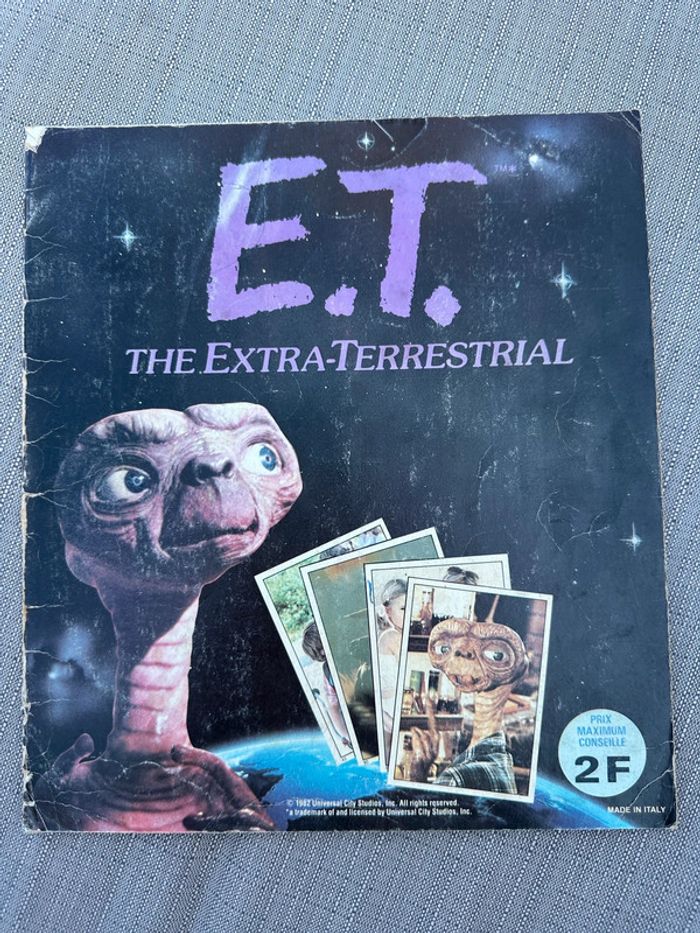 E.T.
TM*
THE EXTRA-TERRESTRIAL
PRIX
MAXIMUM
CONSEILLE
2F
© 1982 Universal City Studios, Inc. All rights reserved.
*a trademark of and licensed by Universal City Studios, Inc.
MADE IN ITALY